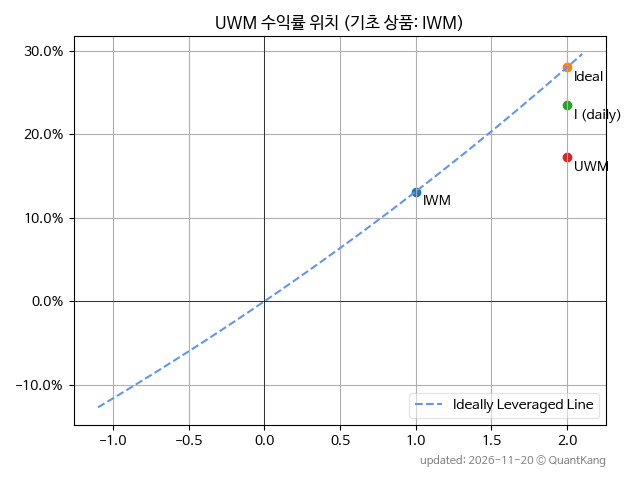 UWM 수익률 위치 (기초 상품: IWM)
30.0%
20.0%
10.0%
0.0%
−10.0%
Ideal
I (daily)
UWM
IWM
Ideally Leveraged Line
−1.0 −0.5 0.0 0.5 1.0 1.5 2.0
updated: 2026-11-20 ⓒ QuantKang